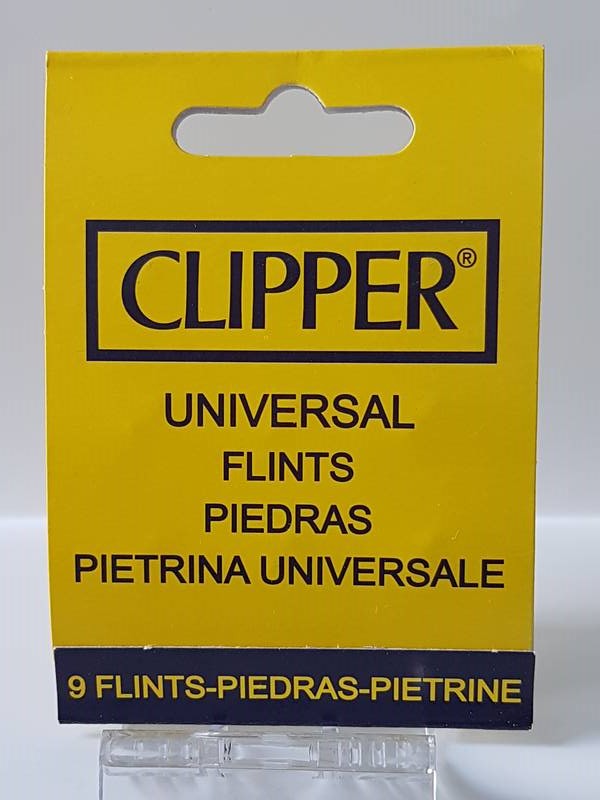 CLIPPER®
UNIVERSAL
FLINTS
PIEDRAS
PIETRINA UNIVERSALE
9 FLINTS-PIEDRAS-PIETRINE